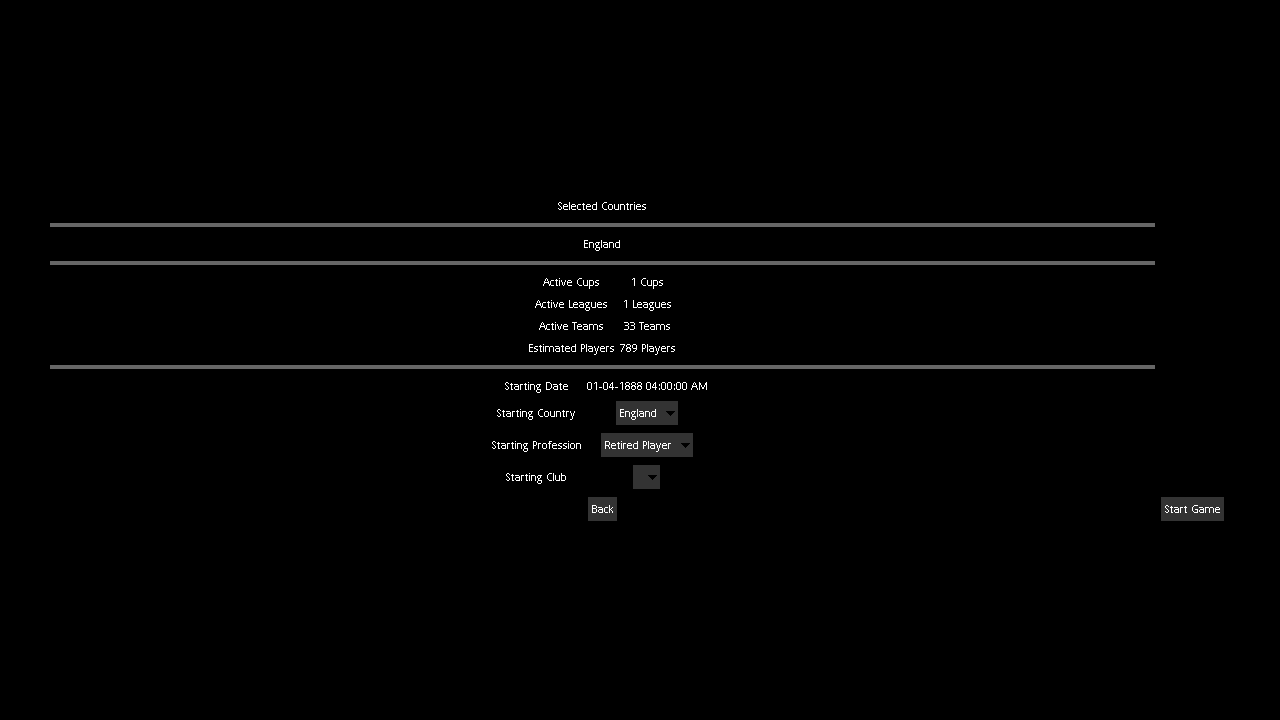 Selected Countries
England
Active Cups 1 Cups
Active Leagues 1 Leagues
Active Teams 33 Teams
Estimated Players 789 Players
Starting Date 01-04-1888 04:00:00 AM
Starting Country England
Starting Profession Retired Player
Starting Club
Back Start Game